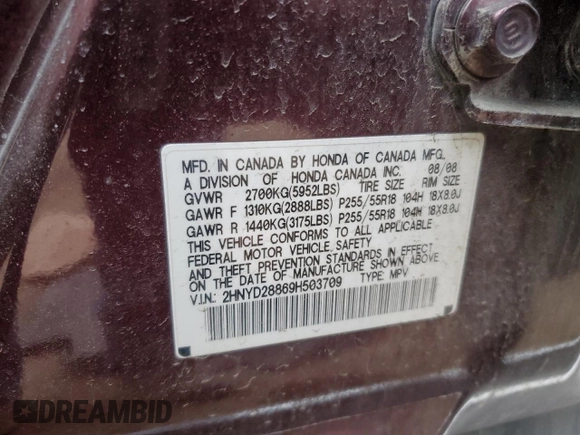 MFD. IN CANADA BY HONDA OF CANADA MFG.,
A DIVISION OF HONDA CANADA INC. 08/08
GVWR 2700KG(5952LBS) TIRE SIZE RIM SIZE
GAWR F 1310KG(2888LBS) P255/55R18 104H 18X8.0J
GAWR R 1440KG(3175LBS) P255/55R18 104H 18X8.0J
THIS VEHICLE CONFORMS TO ALL APPLICABLE
FEDERAL MOTOR VEHICLE SAFETY
AND THEFT PREVENTION STANDARDS IN EFFECT
ON THE DATE OF MANUFACTURE SHOWN ABOVE
V.I.N.: 2HNYD28869H503709 TYPE: MPV
DREAMBID